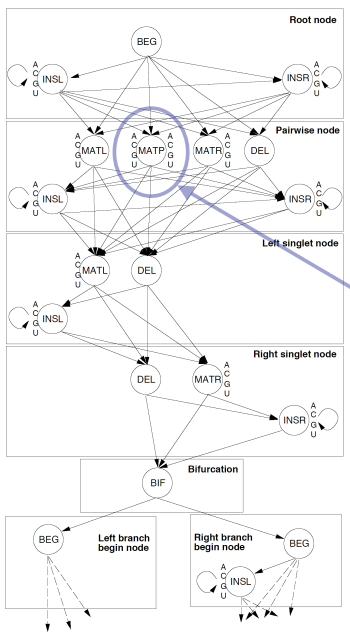 Root node
BEG
A
C
G
U
INSL
INSR
A
C
G
U
Pairwise node
A
C
G
U
MATL
A
C
G
U
MATP
A
C
G
U
MATR
A
C
G
U
DEL
A
C
G
U
INSL
INSR
A
C
G
U
Left singlet node
A
C
G
U
MATL
DEL
A
C
G
U
INSL
Right singlet node
DEL
MATR
A
C
G
U
INSR
A
C
G
U
Bifurcation
BIF
BEG
Left branch
begin node
Right branch
begin node
BEG
A
C
G
U
INSL